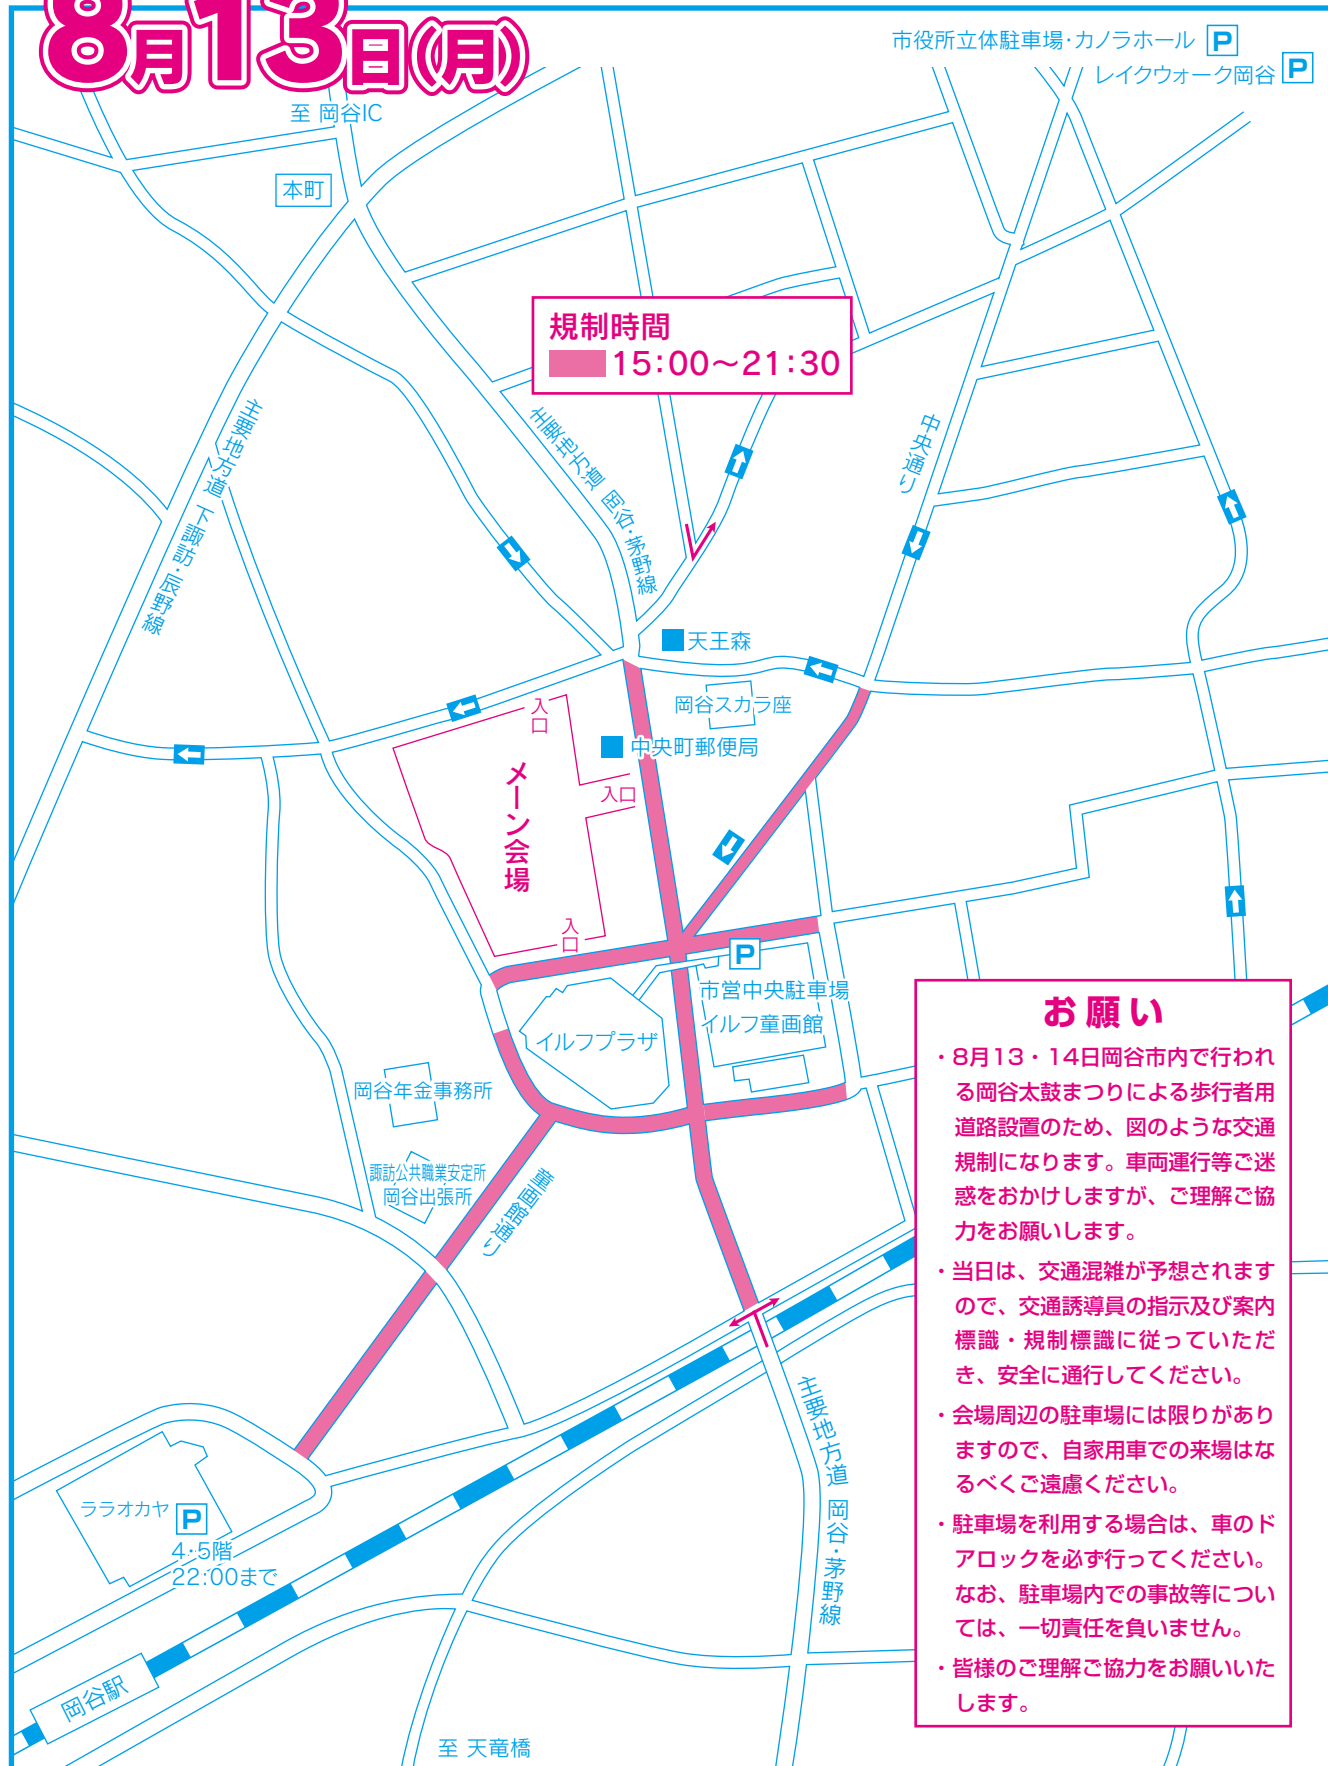 8月13日(月)
市役所立体駐車場・カノラホール P
レイクウォーク岡谷 P
至 岡谷IC
本町
規制時間
15:00〜21:30
主要地方道 下諏訪・辰野線
主要地方道 岡谷・茅野線
中央通り
天王森
岡谷スカラ座
中央町郵便局
入口
入口
メーン会場
入口
P
市営中央駐車場
イルフ童画館
イルフプラザ
岡谷年金事務所
諏訪公共職業安定所
岡谷出張所
童画館通り
主要地方道 岡谷・茅野線
ララオカヤ P
4・5階
22:00まで
岡谷駅
至 天竜橋
お願い
・8月13・14日岡谷市内で行われ
る岡谷太鼓まつりによる歩行者用
道路設置のため、図のような交通
規制になります。車両運行等ご迷
惑をおかけしますが、ご理解ご協
力をお願いします。
・当日は、交通混雑が予想されます
ので、交通誘導員の指示及び案内
標識・規制標識に従っていただ
き、安全に通行してください。
・会場周辺の駐車場には限りがあり
ますので、自家用車での来場はな
るべくご遠慮ください。
・駐車場を利用する場合は、車のド
アロックを必ず行ってください。
なお、駐車場内での事故等につい
ては、一切責任を負いません。
・皆様のご理解ご協力をお願いいた
します。